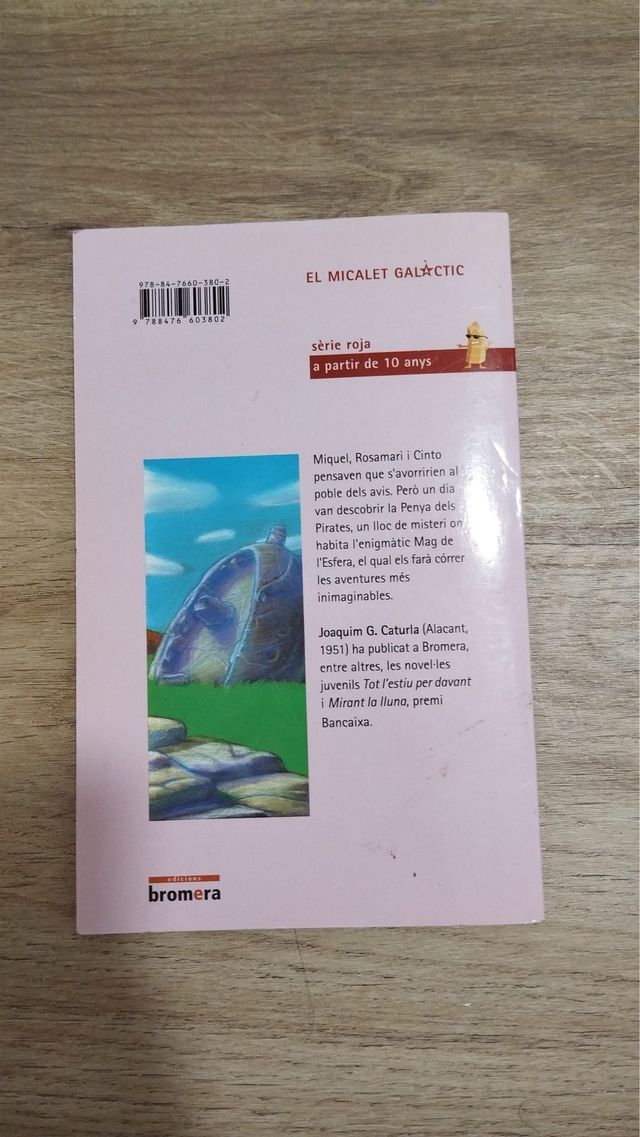 978-84-7660-380-2
9 788476 603802
EL MICALET GALÀCTIC
sèrie roja
a partir de 10 anys
Miquel, Rosamari i Cinto
pensaven que s'avorririen al
poble dels avis. Però un dia
van descobrir la Penya dels
Pirates, un lloc de misteri on
habita l'enigmàtic Mag de
l'Esfera, el qual els farà córrer
les aventures més
inimaginables.
Joaquim G. Caturla (Alacant,
1951) ha publicat a Bromera,
entre altres, les novel·les
juvenils Tot l'estiu per davant
i Mirant la lluna, premi
Bancaixa.
edicions
bromera